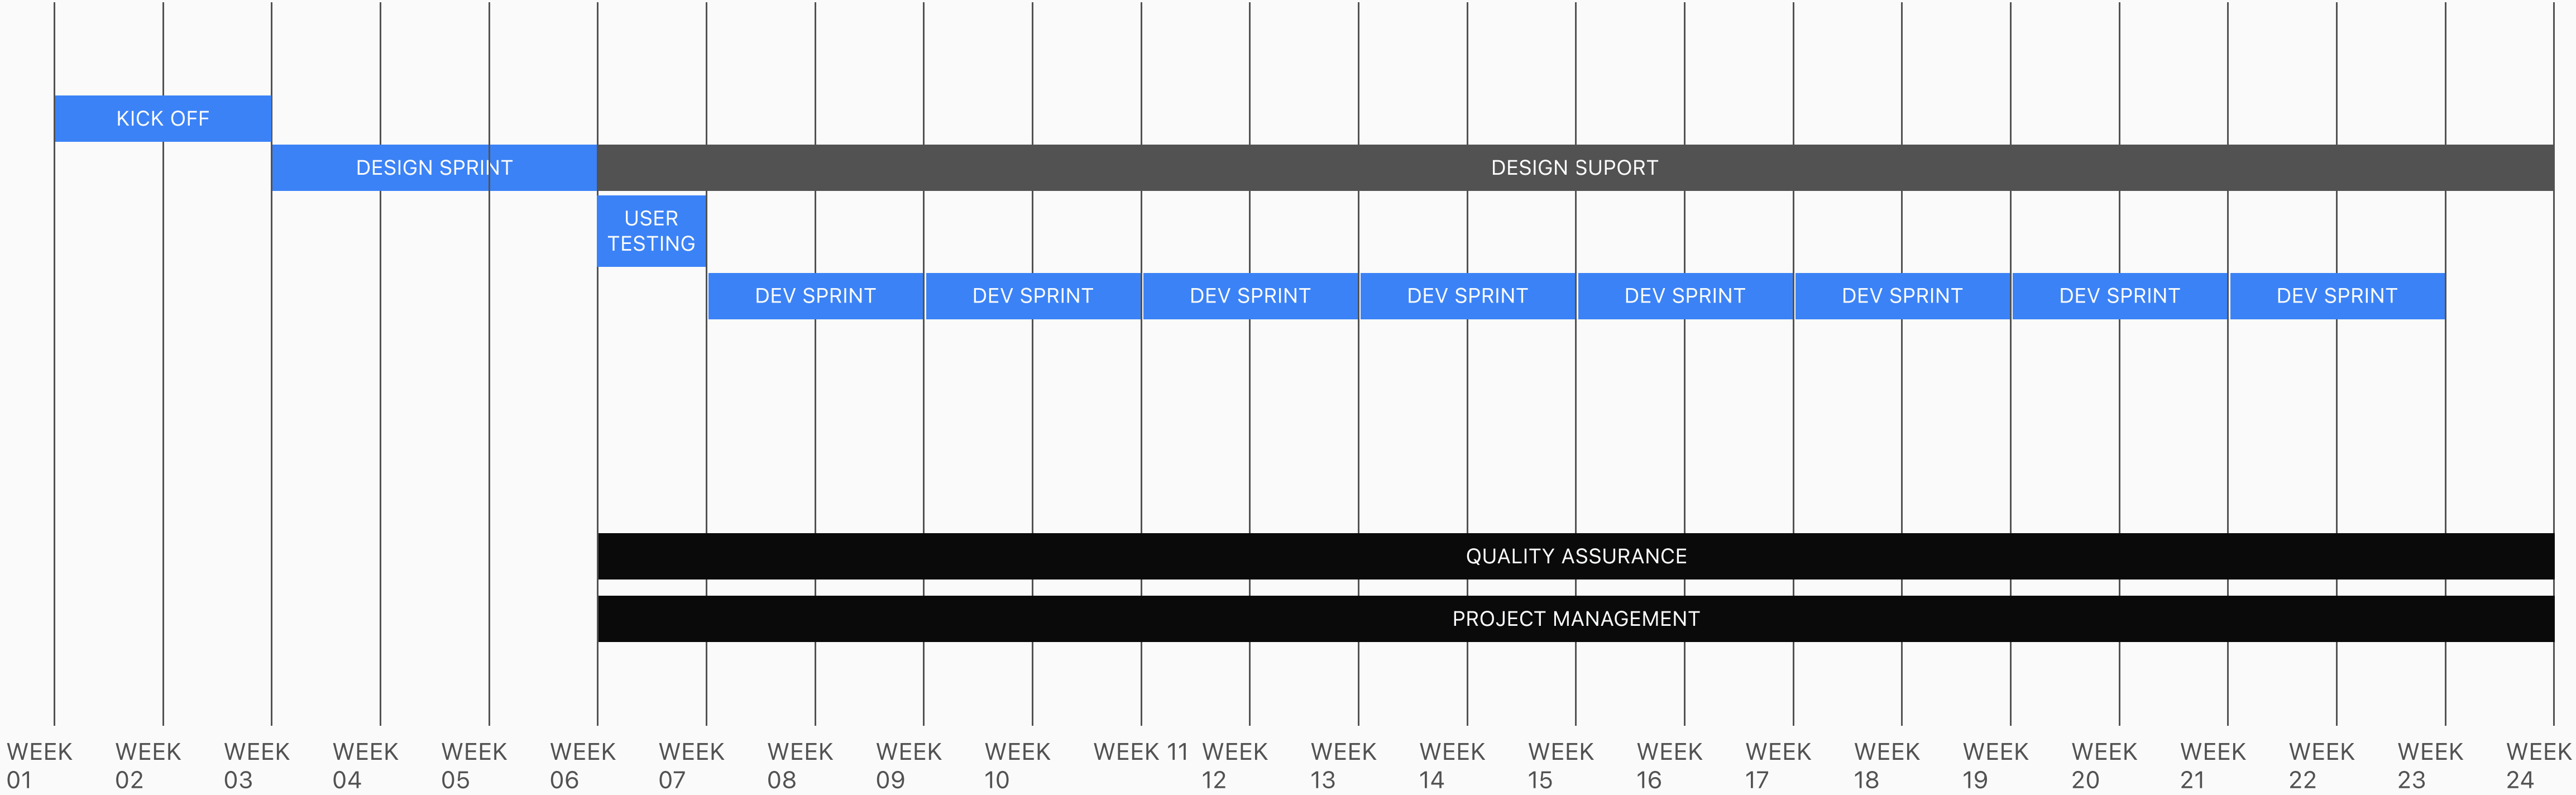 KICK OFF
DESIGN SPRINT
DESIGN SUPORT
USER
TESTING
DEV SPRINT
DEV SPRINT
DEV SPRINT
DEV SPRINT
DEV SPRINT
DEV SPRINT
DEV SPRINT
DEV SPRINT
QUALITY ASSURANCE
PROJECT MANAGEMENT
WEEK
01
WEEK
02
WEEK
03
WEEK
04
WEEK
05
WEEK
06
WEEK
07
WEEK
08
WEEK
09
WEEK
10
WEEK 11
WEEK
12
WEEK
13
WEEK
14
WEEK
15
WEEK
16
WEEK
17
WEEK
18
WEEK
19
WEEK
20
WEEK
21
WEEK
22
WEEK
23
WEEK
24